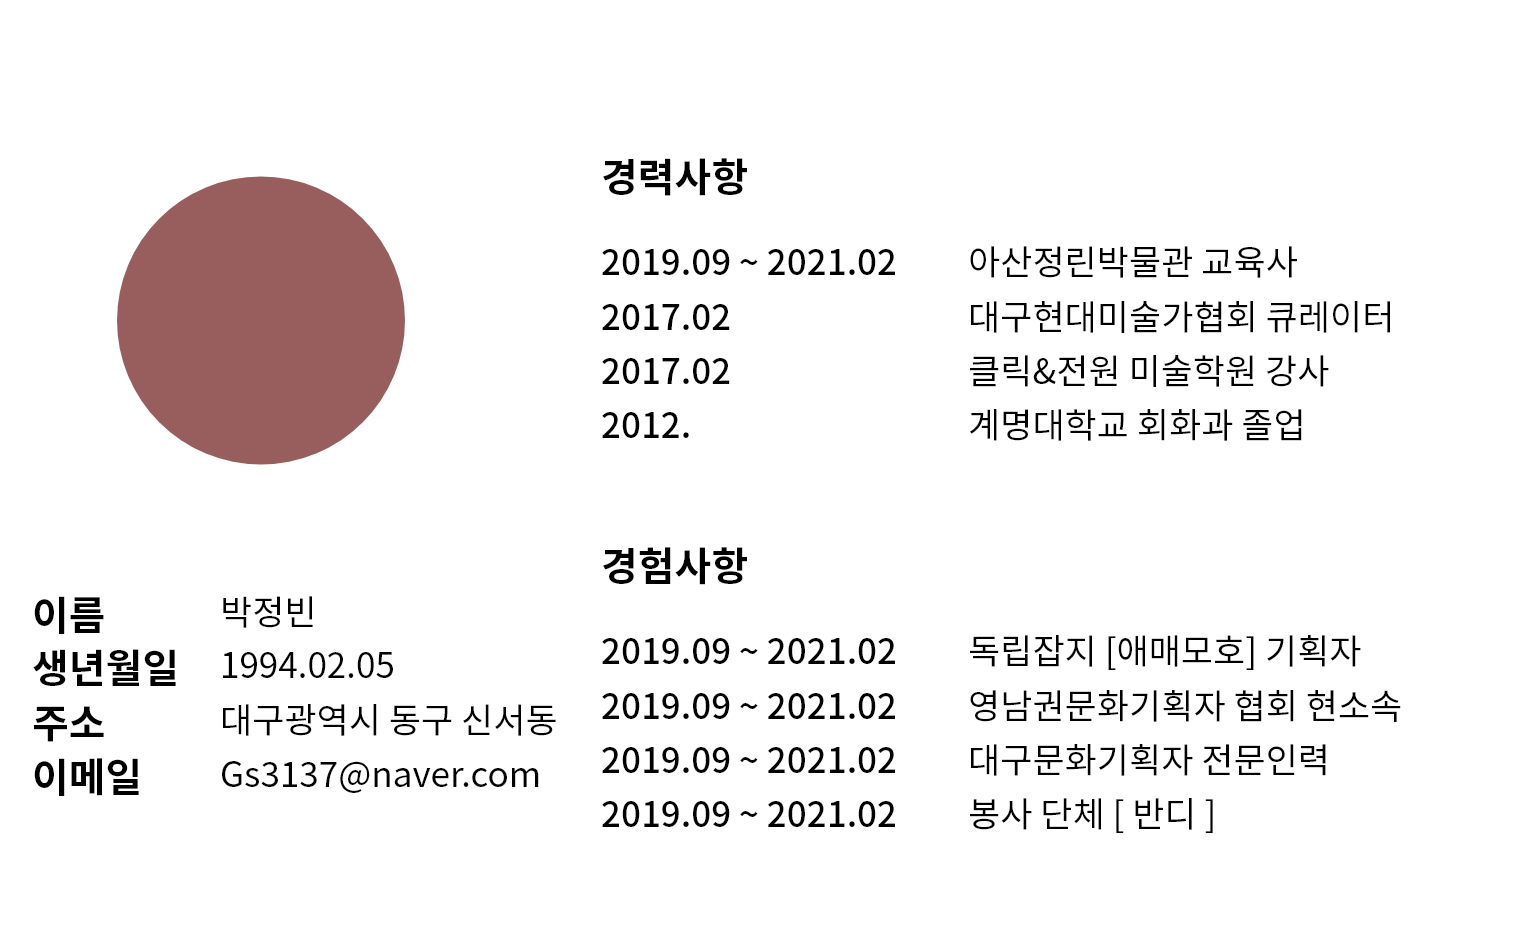 경력사항
2019.09 ~ 2021.02 아산정린박물관 교육사
2017.02 대구현대미술가협회 큐레이터
2017.02 클릭&전원 미술학원 강사
2012. 계명대학교 회화과 졸업
경험사항
2019.09 ~ 2021.02 독립잡지 [애매모호] 기획자
2019.09 ~ 2021.02 영남권문화기획자 협회 현소속
2019.09 ~ 2021.02 대구문화기획자 전문인력
2019.09 ~ 2021.02 봉사 단체 [ 반디 ]
이름 박정빈
생년월일 1994.02.05
주소 대구광역시 동구 신서동
이메일 Gs3137@naver.com